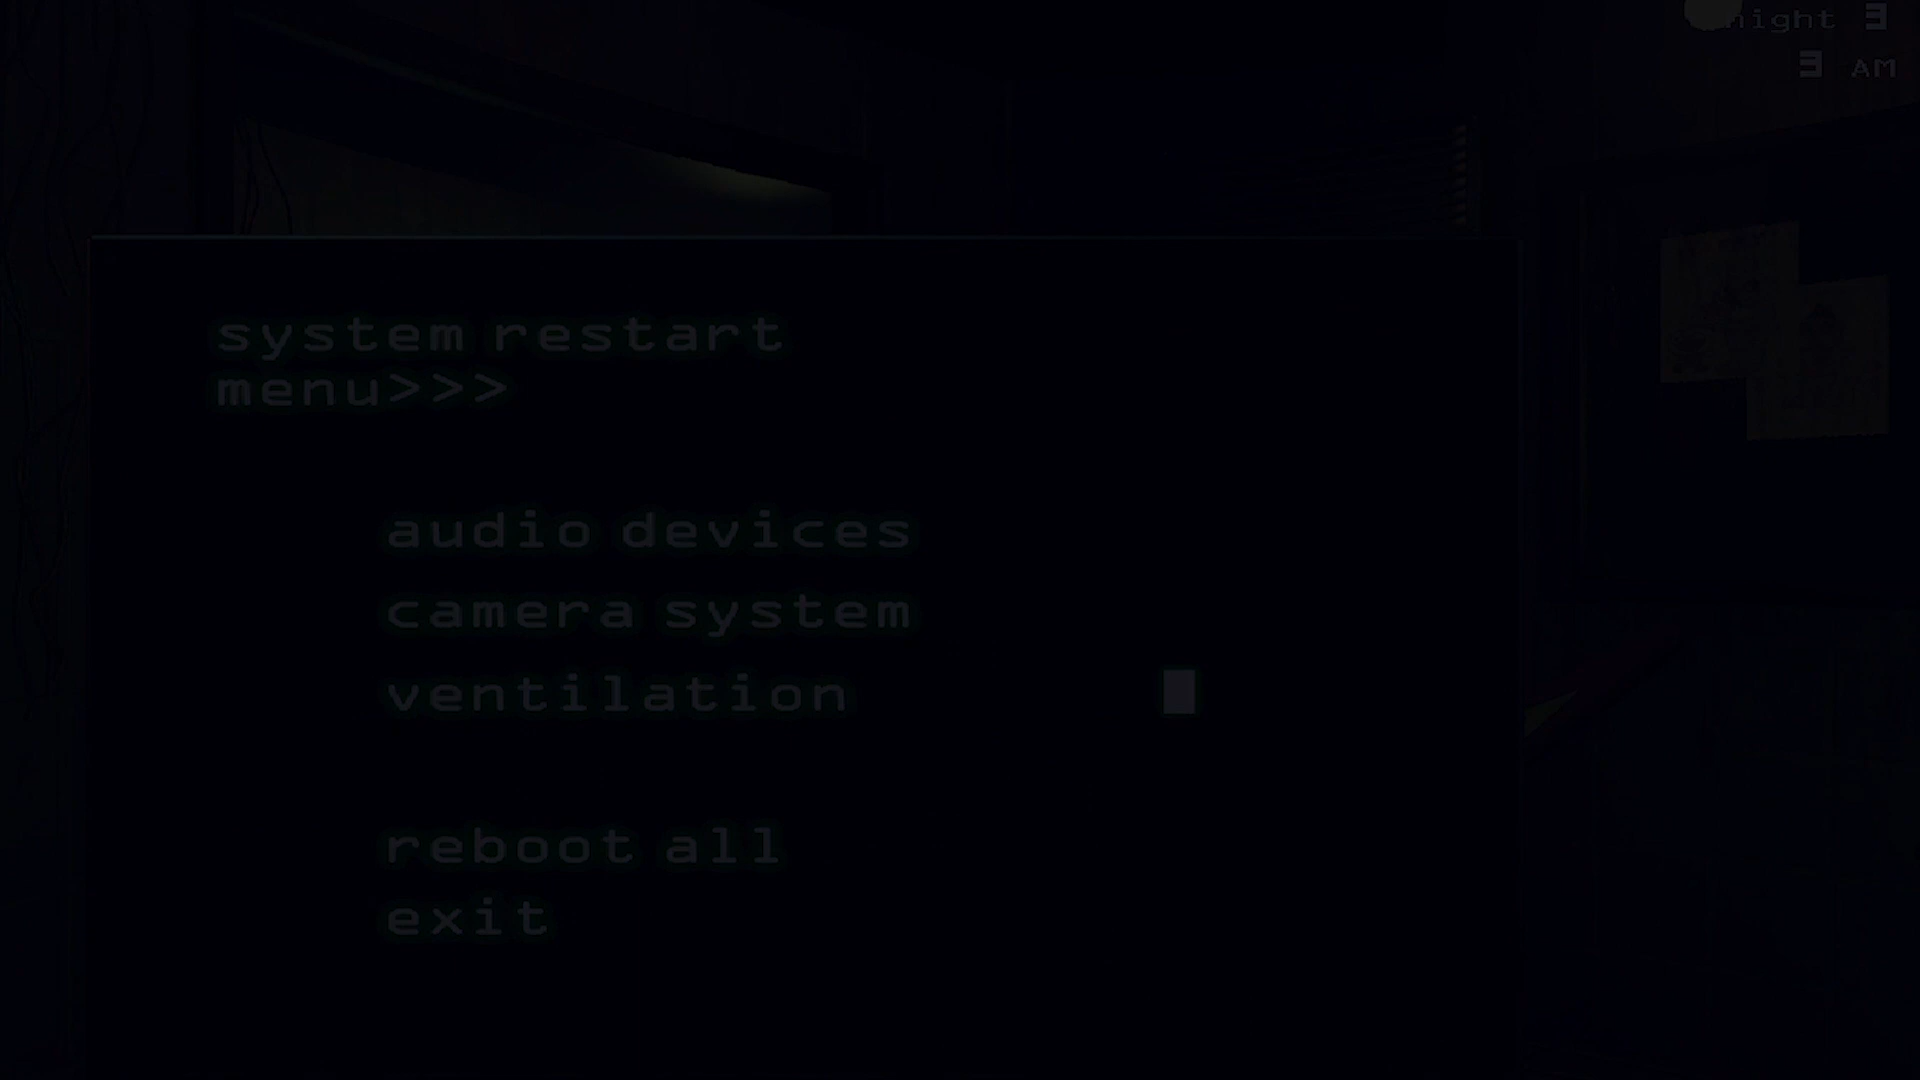 night 3
3 AM
system restart
menu>>>
audio devices
camera system
ventilation
reboot all
exit